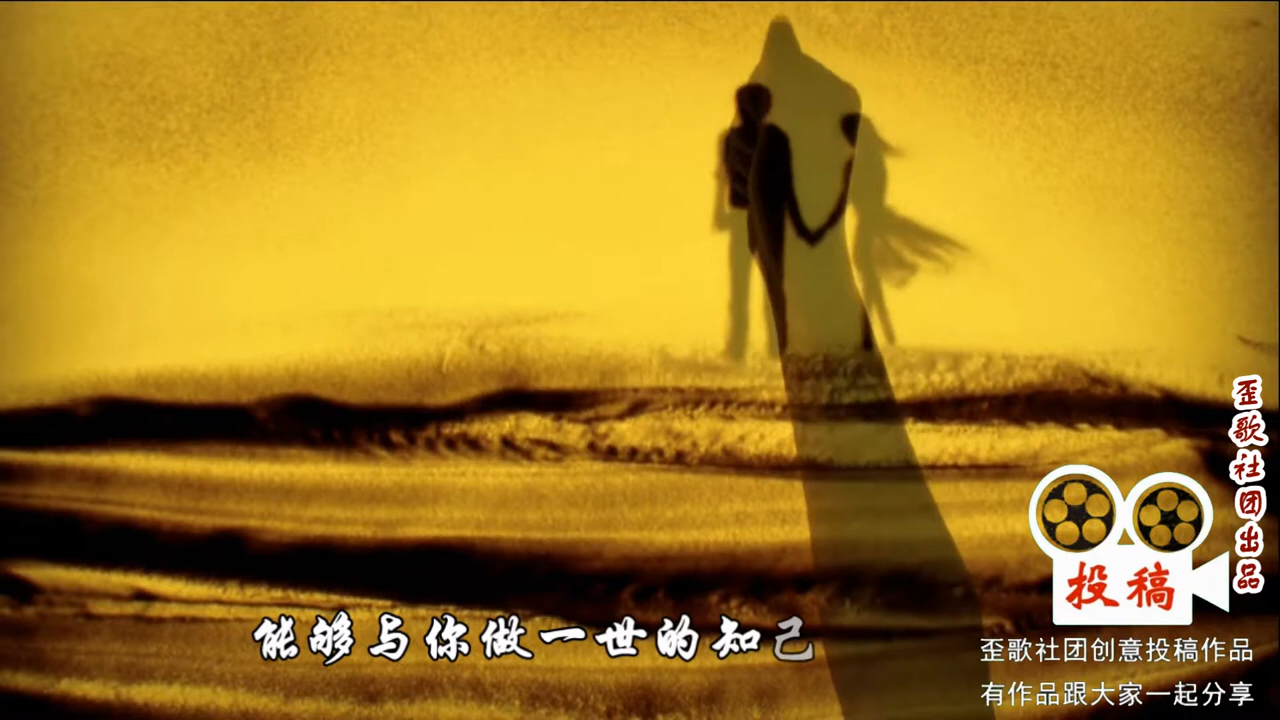 歪歌社团出品
投稿
能够与你做一世的知己
歪歌社团创意投稿作品
有作品跟大家一起分享